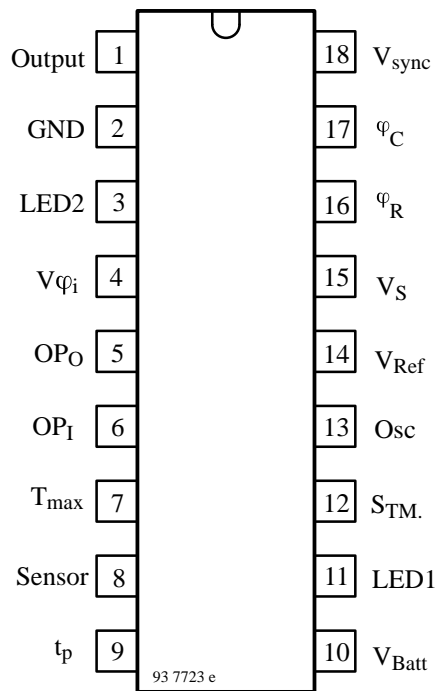 Output 1 18 Vsync
GND 2 17 φC
LED2 3 16 φR
Vφi 4 15 VS
OPO 5 14 VRef
OPI 6 13 Osc
Tmax 7 12 STM.
Sensor 8 11 LED1
tp 9 10 VBatt
93 7723 e